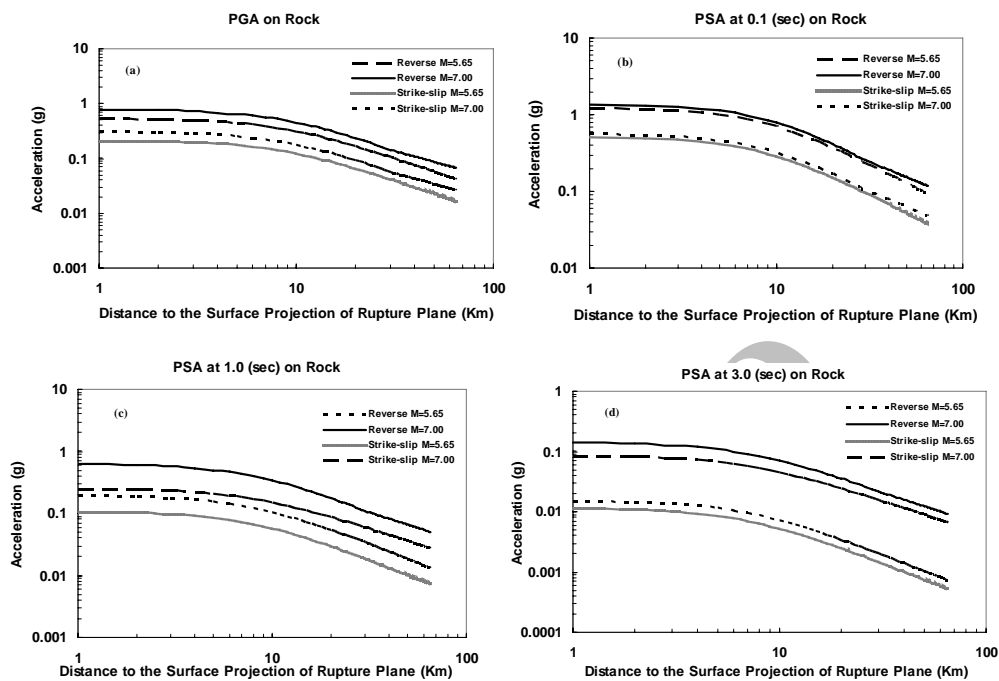 PGA on Rock
(a)
Reverse M=5.65
Reverse M=7.00
Strike-slip M=5.65
Strike-slip M=7.00
Acceleration (g)
10
1
0.1
0.01
0.001
1
10
100
Distance to the Surface Projection of Rupture Plane (Km)
PSA at 0.1 (sec) on Rock
(b)
Reverse M=5.65
Reverse M=7.00
Strike-slip M=5.65
Strike-slip M=7.00
Acceleration (g)
10
1
0.1
0.01
1
10
100
Distance to the Surface Projection of Rupture Plane (Km)
PSA at 1.0 (sec) on Rock
(c)
Reverse M=5.65
Reverse M=7.00
Strike-slip M=5.65
Strike-slip M=7.00
Acceleration (g)
10
1
0.1
0.01
0.001
1
10
100
Distance to the Surface Projection of Rupture Plane (Km)
PSA at 3.0 (sec) on Rock
(d)
Reverse M=5.65
Reverse M=7.00
Strike-slip M=5.65
Strike-slip M=7.00
Acceleration (g)
1
0.1
0.01
0.001
0.0001
1
10
100
Distance to the Surface Projection of Rupture Plane (Km)